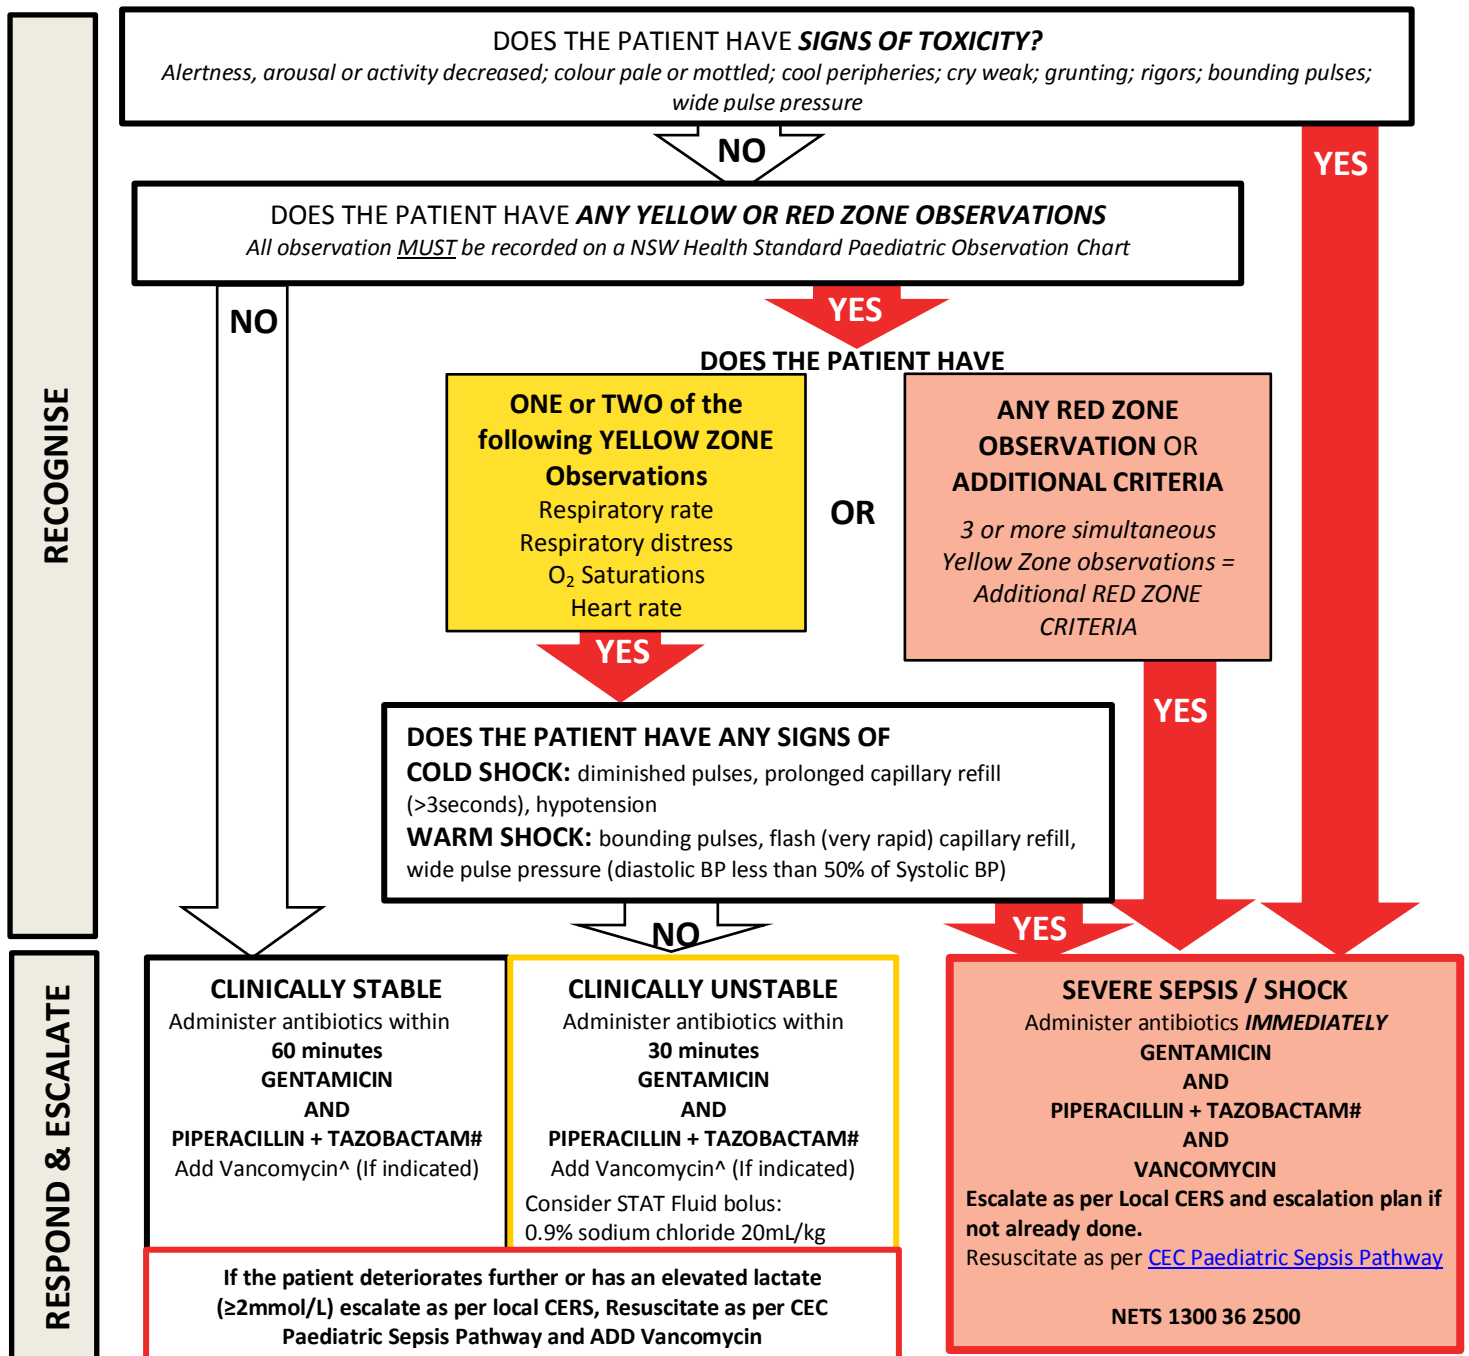 DOES THE PATIENT HAVE SIGNS OF TOXICITY?
Alertness, arousal or activity decreased; colour pale or mottled; cool peripheries; cry weak; grunting; rigors; bounding pulses;
wide pulse pressure
NO
YES
DOES THE PATIENT HAVE ANY YELLOW OR RED ZONE OBSERVATIONS
All observation MUST be recorded on a NSW Health Standard Paediatric Observation Chart
NO
YES
DOES THE PATIENT HAVE
RECOGNISE
ONE or TWO of the
following YELLOW ZONE
Observations
Respiratory rate
Respiratory distress
O₂ Saturations
Heart rate
OR
ANY RED ZONE
OBSERVATION OR
ADDITIONAL CRITERIA
3 or more simultaneous
Yellow Zone observations =
Additional RED ZONE
CRITERIA
YES
YES
DOES THE PATIENT HAVE ANY SIGNS OF
COLD SHOCK: diminished pulses, prolonged capillary refill
(>3seconds), hypotension
WARM SHOCK: bounding pulses, flash (very rapid) capillary refill,
wide pulse pressure (diastolic BP less than 50% of Systolic BP)
NO
YES
RESPOND & ESCALATE
CLINICALLY STABLE
Administer antibiotics within
60 minutes
GENTAMICIN
AND
PIPERACILLIN + TAZOBACTAM#
Add Vancomycin^ (If indicated)
CLINICALLY UNSTABLE
Administer antibiotics within
30 minutes
GENTAMICIN
AND
PIPERACILLIN + TAZOBACTAM#
Add Vancomycin^ (If indicated)
Consider STAT Fluid bolus:
0.9% sodium chloride 20mL/kg
If the patient deteriorates further or has an elevated lactate
(≥2mmol/L) escalate as per local CERS, Resuscitate as per CEC
Paediatric Sepsis Pathway and ADD Vancomycin
SEVERE SEPSIS / SHOCK
Administer antibiotics IMMEDIATELY
GENTAMICIN
AND
PIPERACILLIN + TAZOBACTAM#
AND
VANCOMYCIN
Escalate as per Local CERS and escalation plan if
not already done.
Resuscitate as per CEC Paediatric Sepsis Pathway
NETS 1300 36 2500